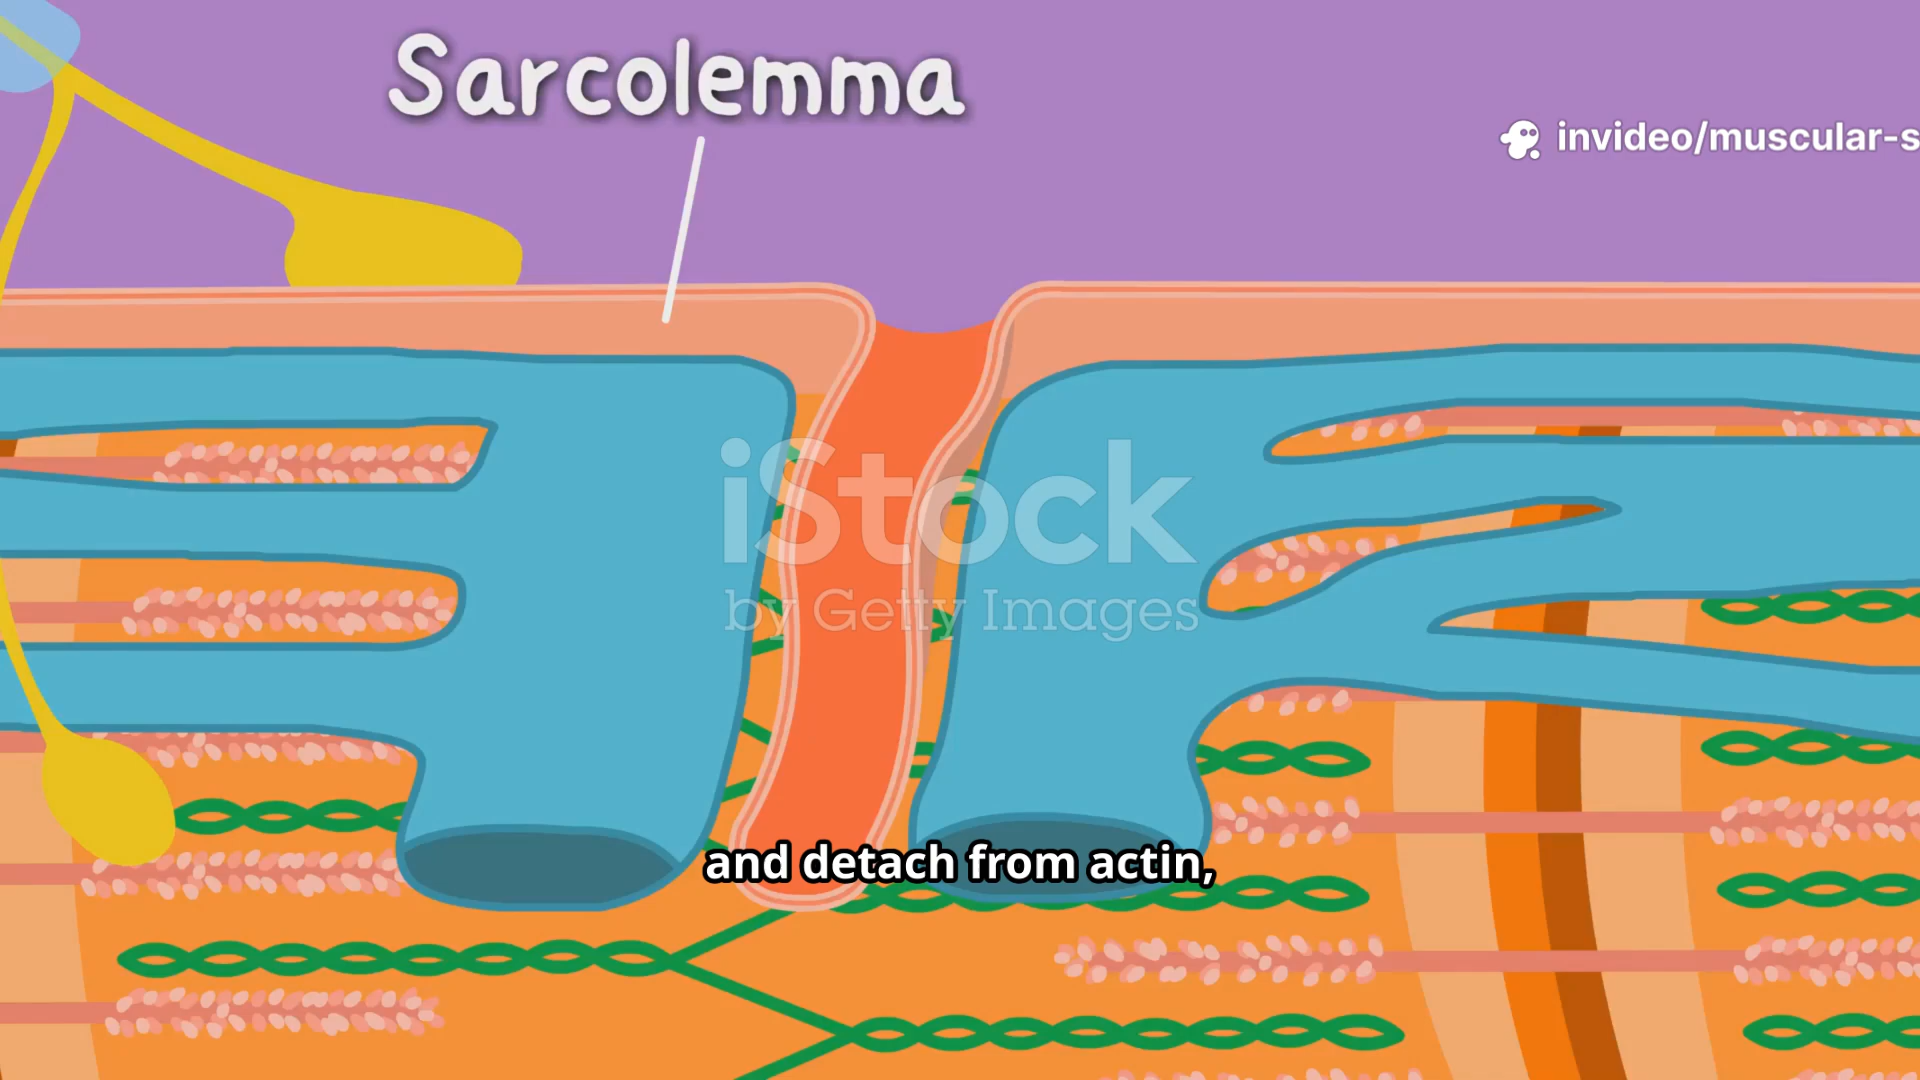 Sarcolemma
invideo/muscular-s
iStock
by Getty Images
and detach from actin,